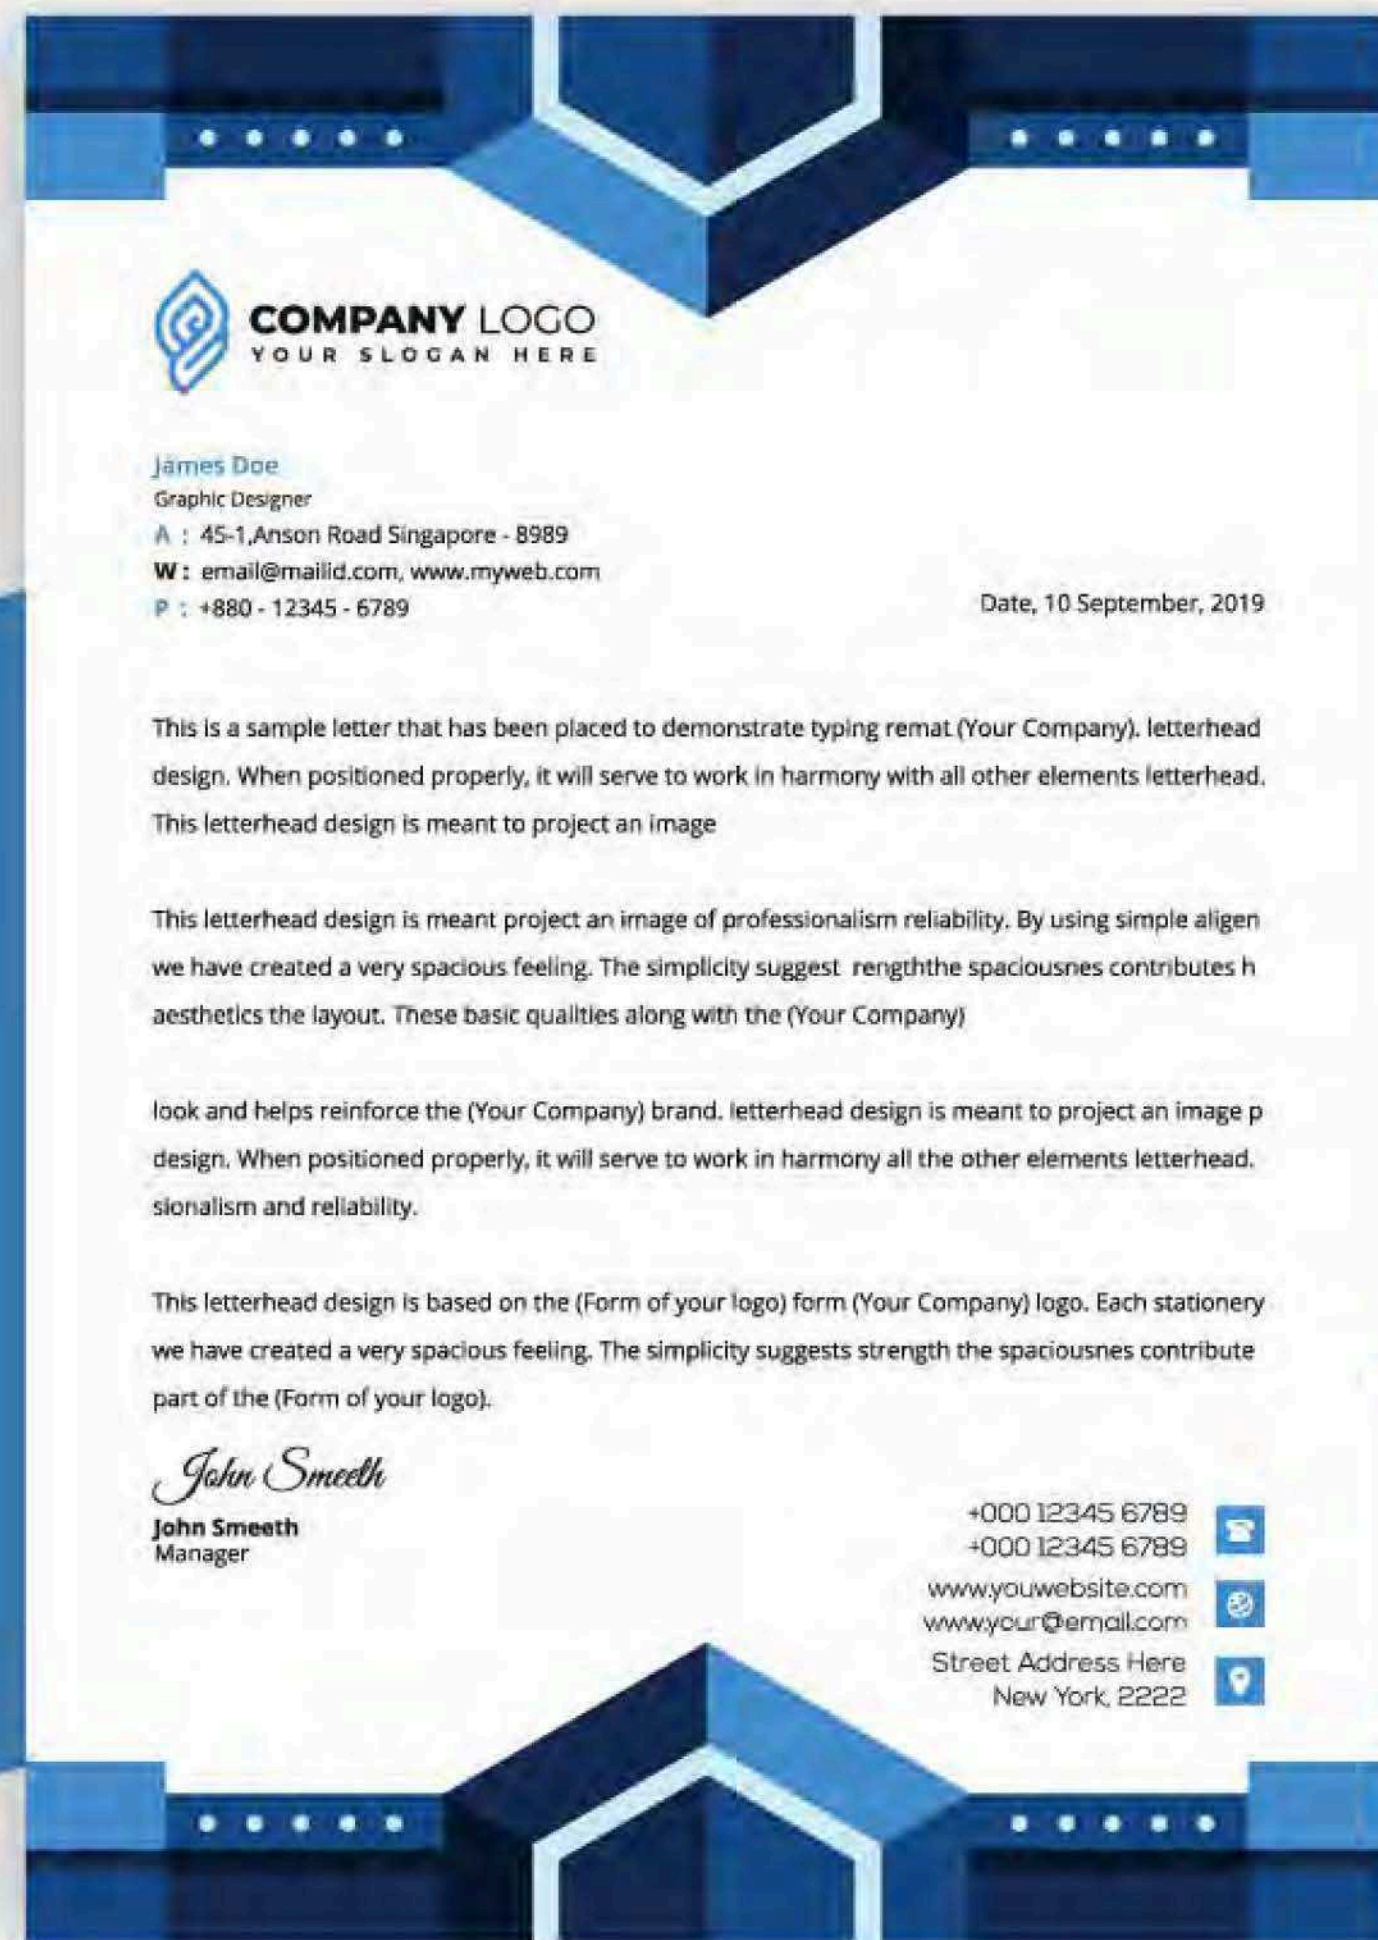 COMPANY LOGO
YOUR SLOGAN HERE
James Doe
Graphic Designer
A : 45-1,Anson Road Singapore - 8989
W : email@mailid.com, www.myweb.com
P : +880 - 12345 - 6789
Date, 10 September, 2019
This is a sample letter that has been placed to demonstrate typing remat (Your Company). letterhead
design. When positioned properly, it will serve to work in harmony with all other elements letterhead.
This letterhead design is meant to project an image
This letterhead design is meant project an image of professionalism reliability. By using simple aligen
we have created a very spacious feeling. The simplicity suggest rengththe spaciousnes contributes h
aesthetics the layout. These basic qualities along with the (Your Company)
look and helps reinforce the (Your Company) brand. letterhead design is meant to project an image p
design. When positioned properly, it will serve to work in harmony all the other elements letterhead.
sionalism and reliability.
This letterhead design is based on the (Form of your logo) form (Your Company) logo. Each stationery
we have created a very spacious feeling. The simplicity suggests strength the spaciousnes contribute
part of the (Form of your logo).
John Smeeth
John Smeeth
Manager
+000 12345 6789
+000 12345 6789
www.youwebsite.com
www.your@email.com
Street Address Here
New York, 2222